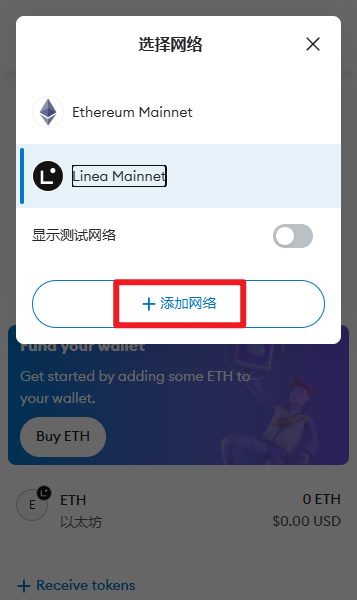 选择网络
Ethereum Mainnet
Linea Mainnet
显示测试网络
添加网络
Fund your wallet
Get started by adding some ETH to
your wallet.
Buy ETH
E
ETH
0 ETH
以太坊
$0.00 USD
Receive tokens